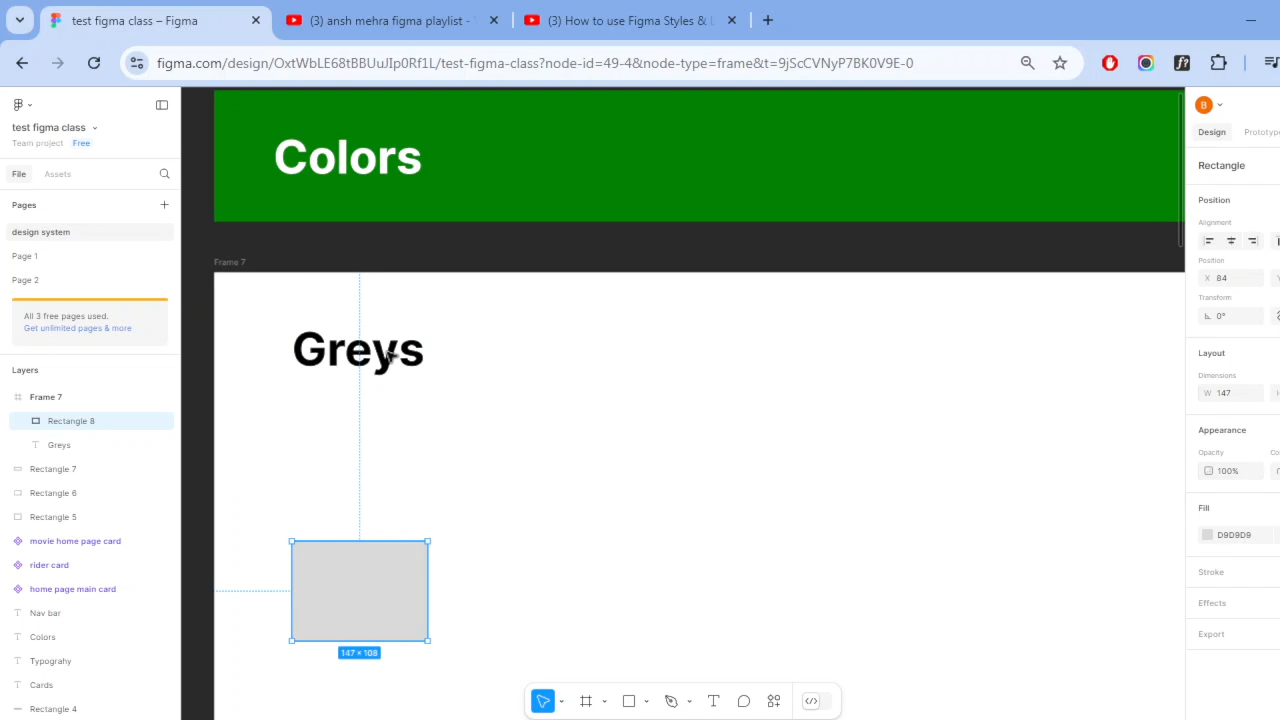 test figma class – Figma
(3) ansh mehra figma playlist -
(3) How to use Figma Styles &
figma.com/design/OxtWbLE68tBBUuJIp0Rf1L/test-figma-class?node-id=49-4&node-type=frame&t=9jScCVNyP7BK0V9E-0
test figma class
Team project Free
File Assets
Pages
design system
Page 1
Page 2
All 3 free pages used.
Get unlimited pages & more
Layers
Frame 7
Rectangle 8
Greys
Rectangle 7
Rectangle 6
Rectangle 5
movie home page card
rider card
home page main card
Nav bar
Colors
Typograhy
Cards
Rectangle 4
Colors
Frame 7
Greys
147 × 108
B
Design Prototype
Rectangle
Position
Alignment
Position
X 84
Transform
0°
Layout
Dimensions
W 147
Appearance
Opacity
100%
Fill
D9D9D9
Stroke
Effects
Export